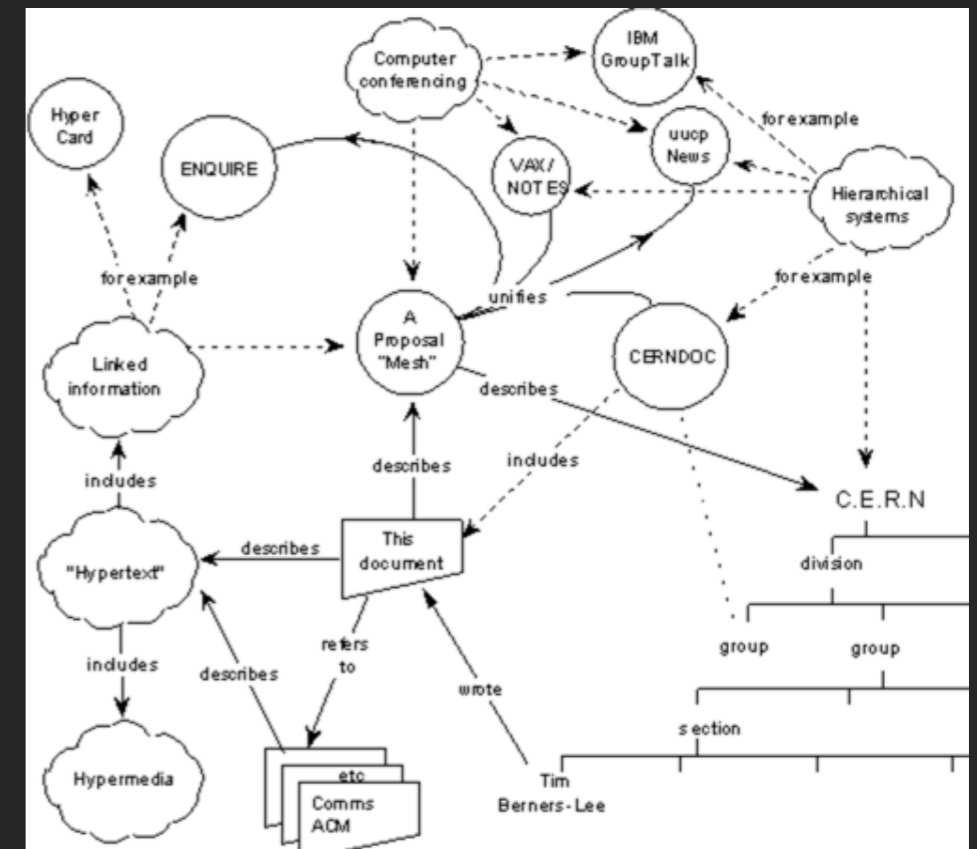 IBM
GroupTalk
Computer
conferencing
Hyper
Card
for example
uucp
News
ENQUIRE
VAX/
NOTES
Hierarchical
systems
for example
for example
unifies
A
Proposal
"Mesh"
CERNDOC
Linked
information
describes
includes
describes
includes
C.E.R.N
This
document
describes
division
"Hypertext"
refers
to
group
group
includes
describes
wrote
section
Hypermedia
etc
Tim
Berners-Lee
Comms
ACM